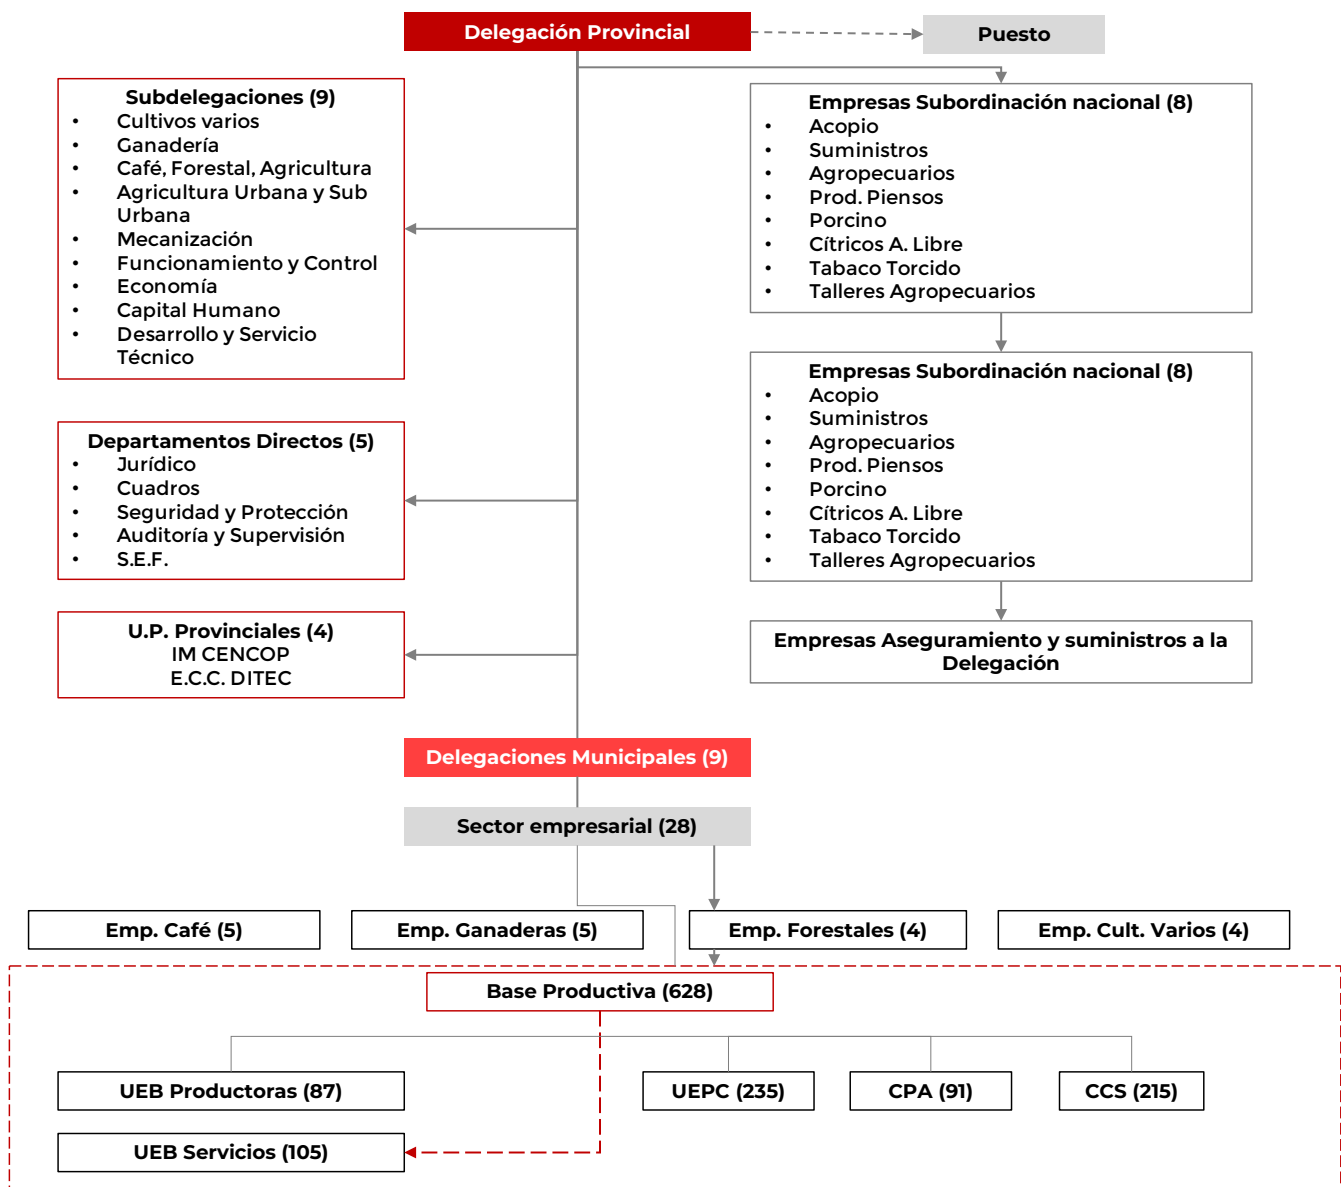 Delegación Provincial
Puesto
Subdelegaciones (9)
• Cultivos varios
• Ganadería
• Café, Forestal, Agricultura
• Agricultura Urbana y Sub
Urbana
• Mecanización
• Funcionamiento y Control
• Economía
• Capital Humano
• Desarrollo y Servicio
Técnico
Empresas Subordinación nacional (8)
• Acopio
• Suministros
• Agropecuarios
• Prod. Piensos
• Porcino
• Cítricos A. Libre
• Tabaco Torcido
• Talleres Agropecuarios
Empresas Subordinación nacional (8)
• Acopio
• Suministros
• Agropecuarios
• Prod. Piensos
• Porcino
• Cítricos A. Libre
• Tabaco Torcido
• Talleres Agropecuarios
Departamentos Directos (5)
• Jurídico
• Cuadros
• Seguridad y Protección
• Auditoría y Supervisión
• S.E.F.
U.P. Provinciales (4)
IM CENCOP
E.C.C. DITEC
Empresas Aseguramiento y suministros a la
Delegación
Delegaciones Municipales (9)
Sector empresarial (28)
Emp. Café (5)
Emp. Ganaderas (5)
Emp. Forestales (4)
Emp. Cult. Varios (4)
Base Productiva (628)
UEB Productoras (87)
UEPC (235)
CPA (91)
CCS (215)
UEB Servicios (105)